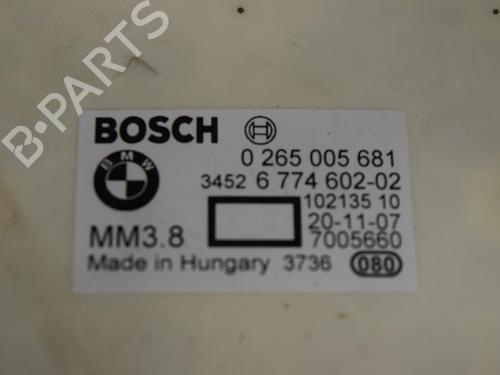 B-PARTS
BOSCH
BMW
0 265 005 681
3452 6 774 602-02
102135 10
20-11-07
MM3.8
7005660
Made in Hungary 3736 080